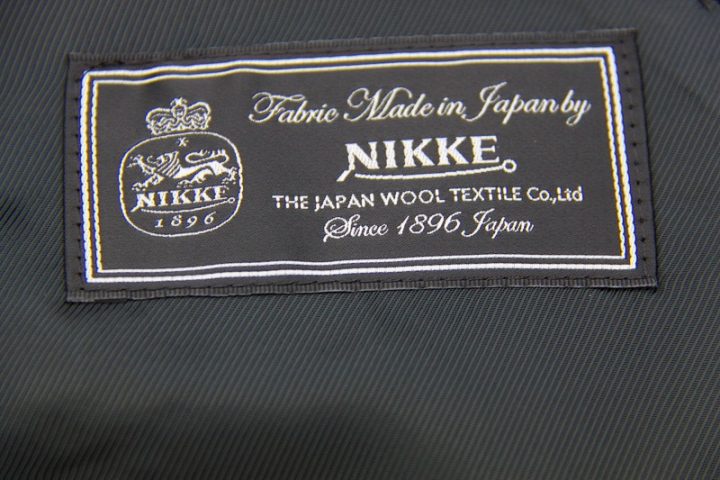 Fabric Made in Japan by
NIKKE
THE JAPAN WOOL TEXTILE Co.,Ltd
Since 1896 Japan
NIKKE
1896